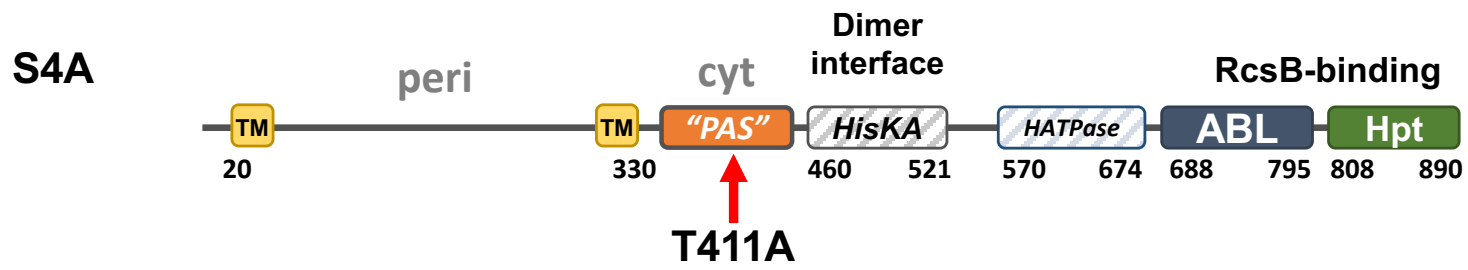 S4A
peri
cyt
Dimer
interface
RcsB-binding
TM
TM
“PAS”
HisKA
HATPase
ABL
Hpt
20
330
460
521
570
674
688
795
808
890
T411A